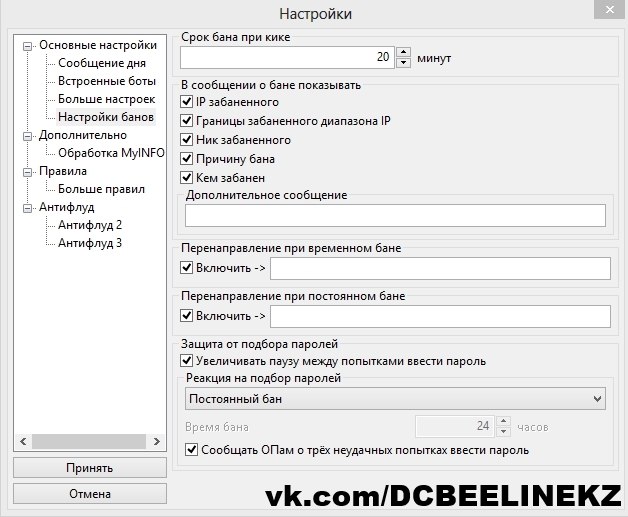 Настройки
Основные настройки
Сообщение дня
Встроенные боты
Больше настроек
Настройки банов
Дополнительно
Обработка MyINFO
Правила
Больше правил
Антифлуд
Антифлуд 2
Антифлуд 3
Принять
Отмена
Срок бана при кике
20 минут
В сообщении о бане показывать
IP забаненного
Границы забаненного диапазона IP
Ник забаненного
Причину бана
Кем забанен
Дополнительное сообщение
Перенаправление при временном бане
Включить ->
Перенаправление при постоянном бане
Включить ->
Защита от подбора паролей
Увеличивать паузу между попытками ввести пароль
Реакция на подбор паролей
Постоянный бан
Время бана 24 часов
Сообщать ОПам о трёх неудачных попытках ввести пароль
vk.com/DCBEELINEKZ